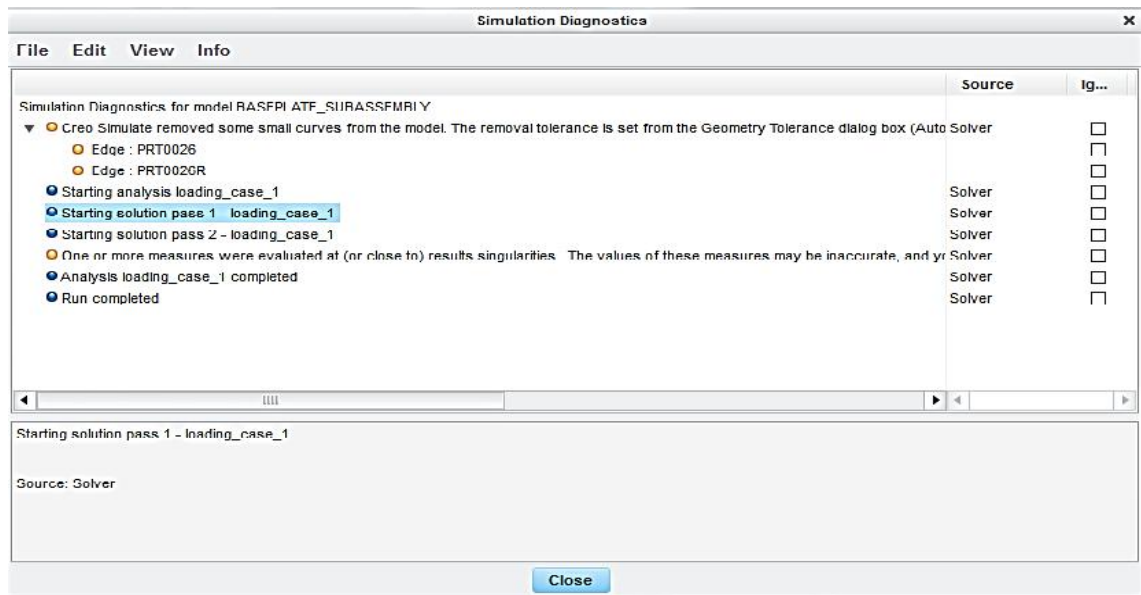 Simulation Diagnostics
File Edit View Info
Source Ig...
Simulation Diagnostics for model BASEPLATE_SUBASSEMBLY
Creo Simulate removed some small curves from the model. The removal tolerance is set from the Geometry Tolerance dialog box (Auto Solver
Edge : PRT0026
Edge : PRT0026R
Starting analysis loading_case_1 Solver
Starting solution pass 1 - loading_case_1 Solver
Starting solution pass 2 - loading_case_1 Solver
One or more measures were evaluated at (or close to) results singularities. The values of these measures may be inaccurate, and yo Solver
Analysis loading_case_1 completed Solver
Run completed Solver
Starting solution pass 1 - loading_case_1
Source: Solver
Close